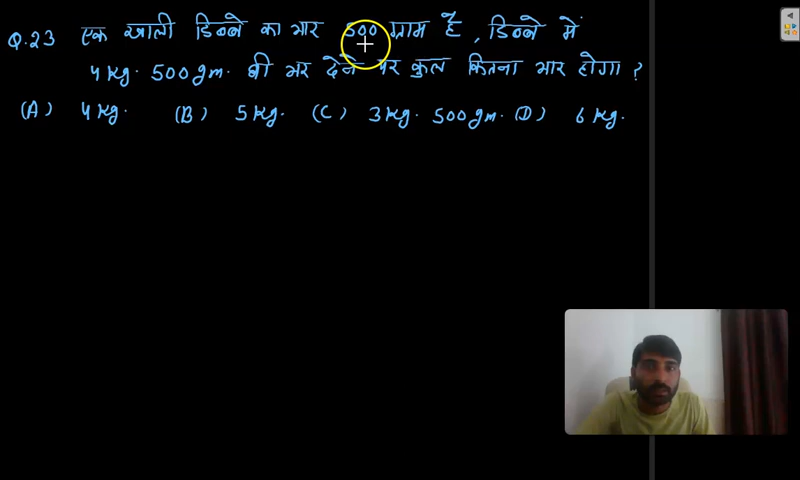 Q.23 एक खाली डिब्बे का भार 500 ग्राम है, डिब्बे में
4 kg. 500 gm. घी भर देने पर कुल कितना भार होगा ?
(A) 4 kg. (B) 5 kg. (C) 3 kg. 500 gm. (D) 6 kg.